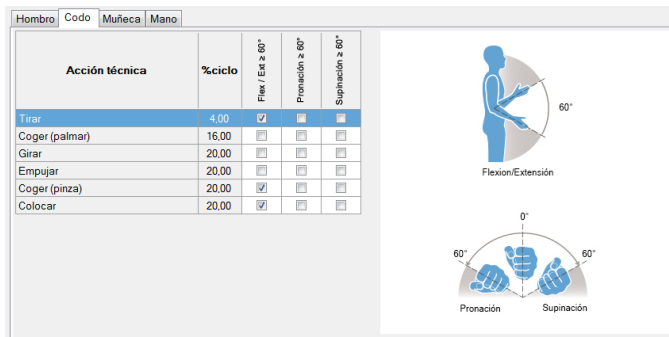 Hombro Codo Muñeca Mano
Acción técnica %ciclo Flex / Ext ≥ 60° Pronación ≥ 60° Supinación ≥ 60°
Tirar 4,00
Coger (palmar) 16,00
Girar 20,00
Empujar 20,00
Coger (pinza) 20,00
Colocar 20,00
60°
Flexion/Extensión
0°
60° 60°
Pronación Supinación